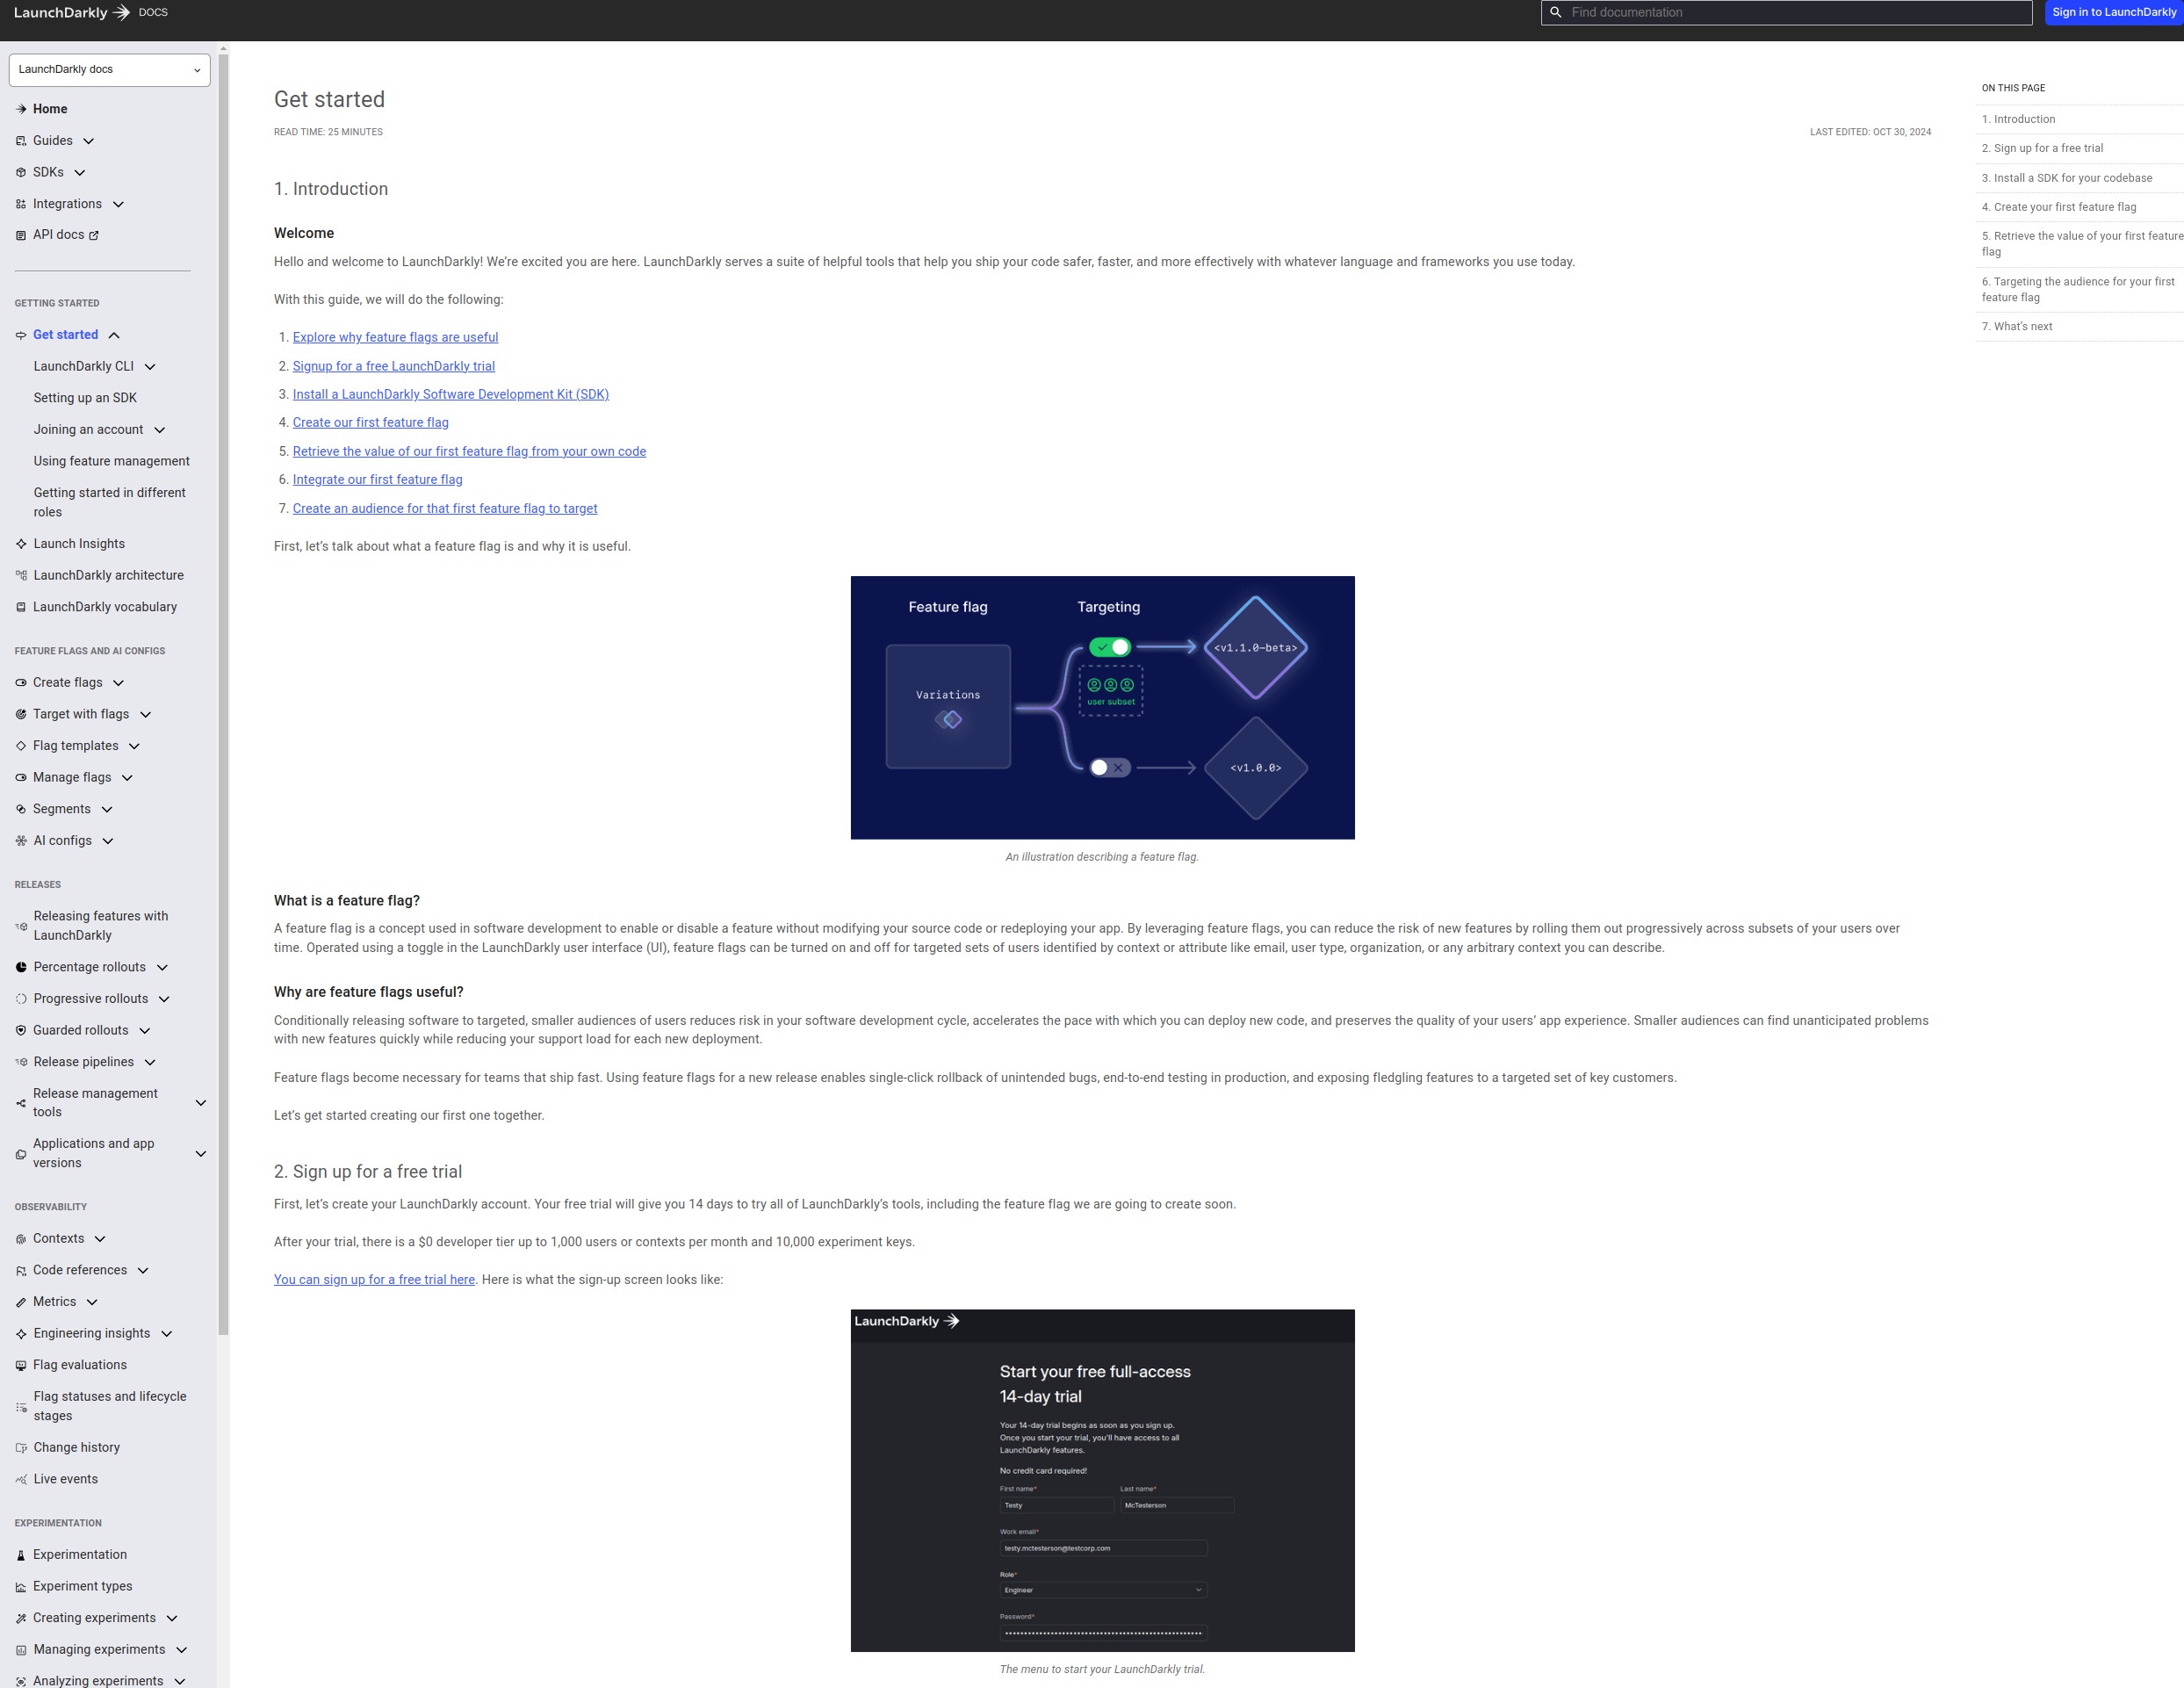 LaunchDarkly DOCS
Find documentation
Sign in to LaunchDarkly
LaunchDarkly docs
Home
Guides
SDKs
Integrations
API docs
GETTING STARTED
Get started
LaunchDarkly CLI
Setting up an SDK
Joining an account
Using feature management
Getting started in different
roles
Launch Insights
LaunchDarkly architecture
LaunchDarkly vocabulary
FEATURE FLAGS AND AI CONFIGS
Create flags
Target with flags
Flag templates
Manage flags
Segments
AI configs
RELEASES
Releasing features with
LaunchDarkly
Percentage rollouts
Progressive rollouts
Guarded rollouts
Release pipelines
Release management
tools
Applications and app
versions
OBSERVABILITY
Contexts
Code references
Metrics
Engineering insights
Flag evaluations
Flag statuses and lifecycle
stages
Change history
Live events
EXPERIMENTATION
Experimentation
Experiment types
Creating experiments
Managing experiments
Analyzing experiments
Get started
READ TIME: 25 MINUTES
LAST EDITED: OCT 30, 2024
1. Introduction
Welcome
Hello and welcome to LaunchDarkly! We’re excited you are here. LaunchDarkly serves a suite of helpful tools that help you ship your code safer, faster, and more effectively with whatever language and frameworks you use today.
With this guide, we will do the following:
1. Explore why feature flags are useful
2. Signup for a free LaunchDarkly trial
3. Install a LaunchDarkly Software Development Kit (SDK)
4. Create our first feature flag
5. Retrieve the value of our first feature flag from your own code
6. Integrate our first feature flag
7. Create an audience for that first feature flag to target
First, let’s talk about what a feature flag is and why it is useful.
Feature flag
Targeting
<v1.1.0-beta>
Variations
user subset
<v1.0.0>
An illustration describing a feature flag.
What is a feature flag?
A feature flag is a concept used in software development to enable or disable a feature without modifying your source code or redeploying your app. By leveraging feature flags, you can reduce the risk of new features by rolling them out progressively across subsets of your users over
time. Operated using a toggle in the LaunchDarkly user interface (UI), feature flags can be turned on and off for targeted sets of users identified by context or attribute like email, user type, organization, or any arbitrary context you can describe.
Why are feature flags useful?
Conditionally releasing software to targeted, smaller audiences of users reduces risk in your software development cycle, accelerates the pace with which you can deploy new code, and preserves the quality of your users’ app experience. Smaller audiences can find unanticipated problems
with new features quickly while reducing your support load for each new deployment.
Feature flags become necessary for teams that ship fast. Using feature flags for a new release enables single-click rollback of unintended bugs, end-to-end testing in production, and exposing fledgling features to a targeted set of key customers.
Let’s get started creating our first one together.
2. Sign up for a free trial
First, let’s create your LaunchDarkly account. Your free trial will give you 14 days to try all of LaunchDarkly’s tools, including the feature flag we are going to create soon.
After your trial, there is a $0 developer tier up to 1,000 users or contexts per month and 10,000 experiment keys.
You can sign up for a free trial here. Here is what the sign-up screen looks like:
LaunchDarkly
Start your free full-access
14-day trial
Your 14-day trial begins as soon as you sign up.
Once you start your trial, you'll have access to all
LaunchDarkly features.
No credit card required!
First name*
Last name*
Testy
McTesterson
Work email*
testy.mctesterson@testcorp.com
Role*
Engineer
Password*
The menu to start your LaunchDarkly trial.
ON THIS PAGE
1. Introduction
2. Sign up for a free trial
3. Install a SDK for your codebase
4. Create your first feature flag
5. Retrieve the value of your first feature
flag
6. Targeting the audience for your first
feature flag
7. What’s next